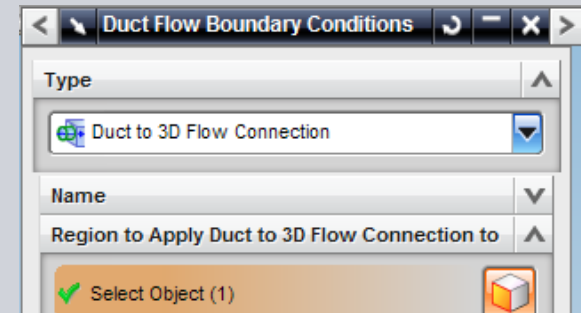 Duct Flow Boundary Conditions
Type
Duct to 3D Flow Connection
Name
Region to Apply Duct to 3D Flow Connection to
Select Object (1)